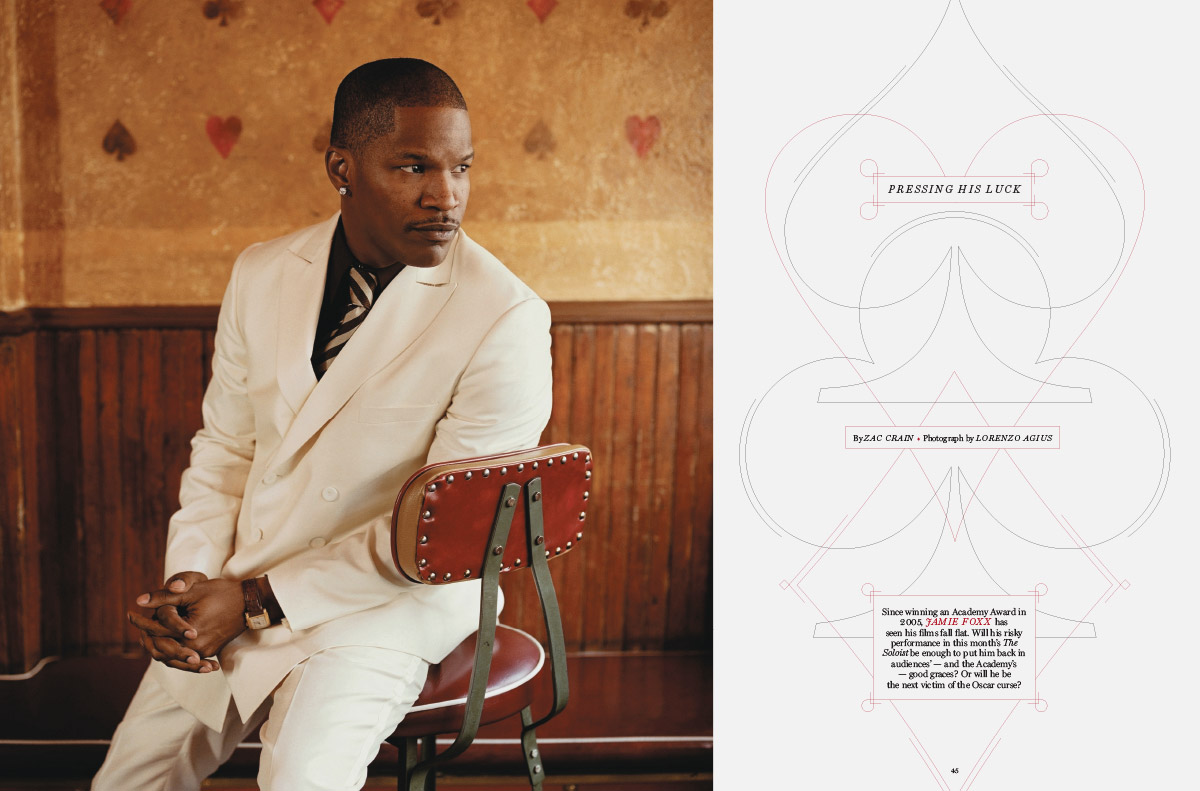 PRESSING HIS LUCK
By ZAC CRAIN + Photograph by LORENZO AGIUS
Since winning an Academy Award in
2005, JAMIE FOXX has
seen his films fall flat. Will his risky
performance in this month's The
Soloist be enough to put him back in
audiences' — and the Academy's
— good graces? Or will he be
the next victim of the Oscar curse?
45